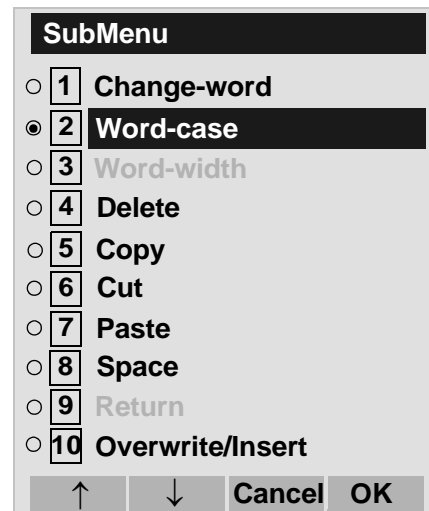 SubMenu
1 Change-word
2 Word-case
3 Word-width
4 Delete
5 Copy
6 Cut
7 Paste
8 Space
9 Return
10 Overwrite/Insert
↑ ↓ Cancel OK